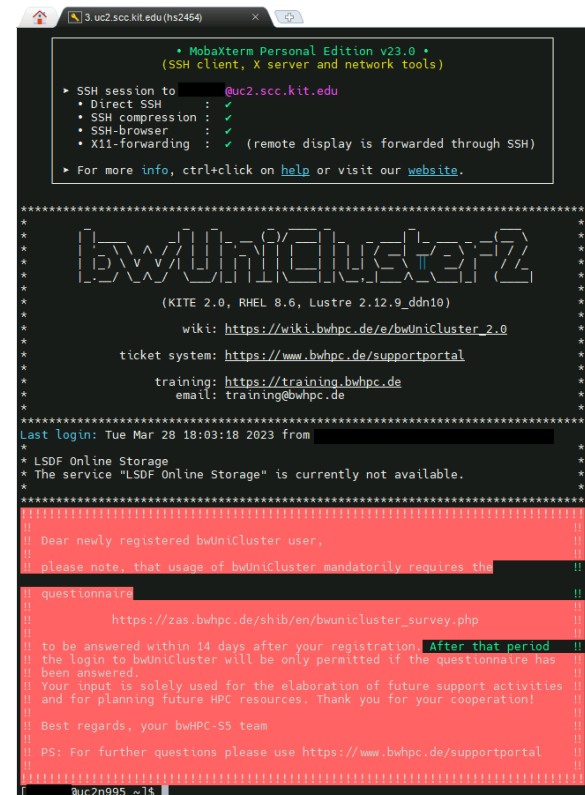 3. uc2.scc.kit.edu (hs2454)
• MobaXterm Personal Edition v23.0 •
(SSH client, X server and network tools)
► SSH session to @uc2.scc.kit.edu
• Direct SSH : ✔
• SSH compression : ✔
• SSH-browser : ✔
• X11-forwarding : ✔ (remote display is forwarded through SSH)
► For more info, ctrl+click on help or visit our website.
bwUniCluster2
(KITE 2.0, RHEL 8.6, Lustre 2.12.9_ddn10)
wiki: https://wiki.bwhpc.de/e/bwUniCluster_2.0
ticket system: https://www.bwhpc.de/supportportal
training: https://training.bwhpc.de
email: training@bwhpc.de
Last login: Tue Mar 28 18:03:18 2023 from
* LSDF Online Storage *
* The service "LSDF Online Storage" is currently not available. *
!! Dear newly registered bwUniCluster user, !!
!! please note, that usage of bwUniCluster mandatorily requires the !!
!! questionnaire !!
!! https://zas.bwhpc.de/shib/en/bwunicluster_survey.php !!
!! to be answered within 14 days after your registration. After that period !!
!! the login to bwUniCluster will be only permitted if the questionnaire has !!
!! been answered. !!
!! Your input is solely used for the elaboration of future support activities !!
!! and for planning future HPC resources. Thank you for your cooperation! !!
!! Best regards, your bwHPC-S5 team !!
!! PS: For further questions please use https://www.bwhpc.de/supportportal !!
[ @uc2n995 ~]$